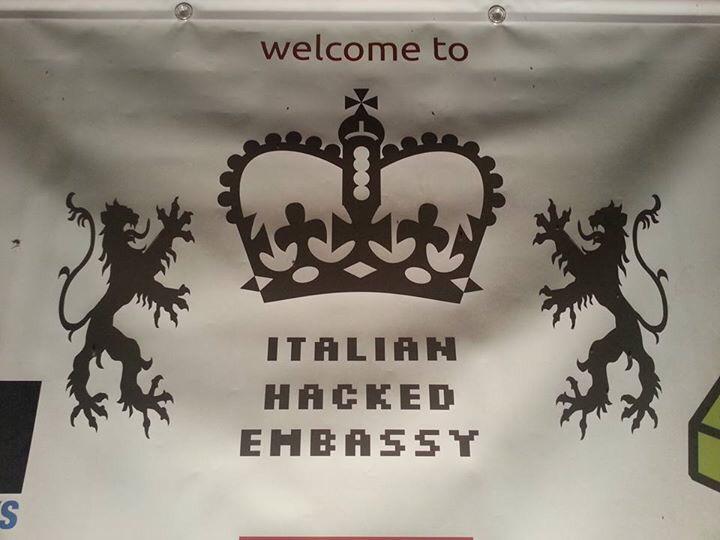 welcome to
ITALIAN
HACKED
EMBASSY
S